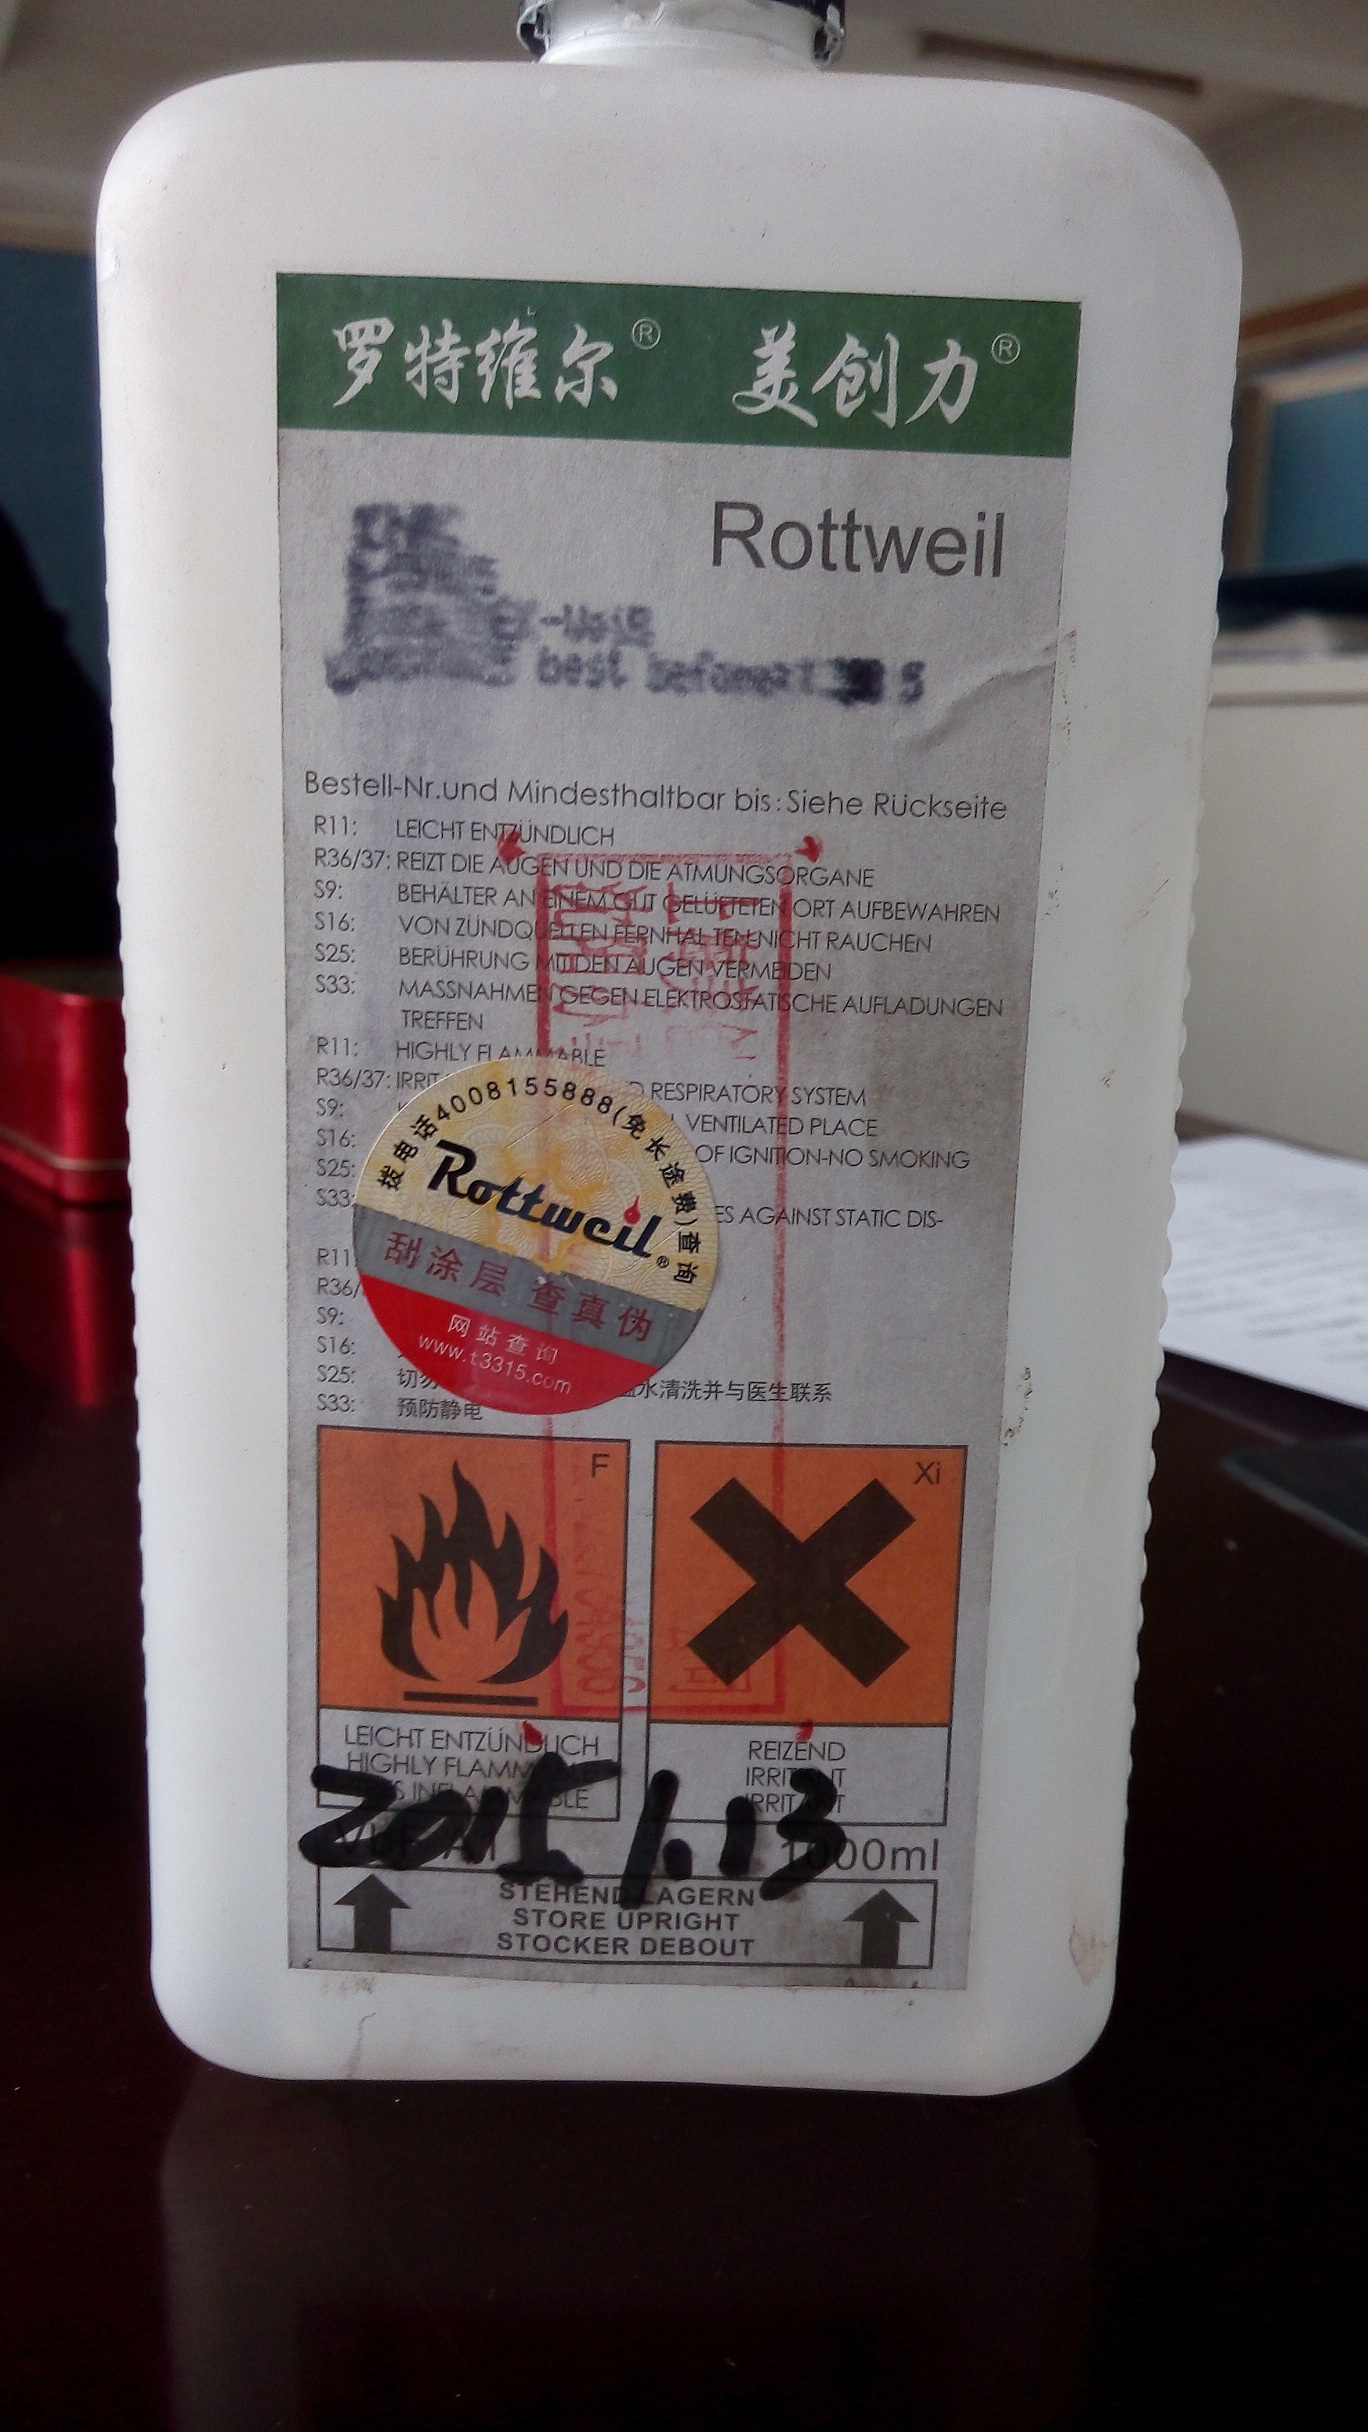 罗特维尔® 美创力®
Rottweil
best before
Bestell-Nr.und Mindesthaltbar bis:Siehe Rückseite
R11: LEICHT ENTZÜNDLICH
R36/37: REIZT DIE AUGEN UND DIE ATMUNGSORGANE
S9: BEHÄLTER AN EINEM GUT GELÜFTETEN ORT AUFBEWAHREN
S16: VON ZÜNDQUELLEN FERNHALTEN-NICHT RAUCHEN
S25: BERÜHRUNG MIT DEN AUGEN VERMEIDEN
S33: MASSNAHMEN GEGEN ELEKTROSTATISCHE AUFLADUNGEN
TREFFEN
R11: HIGHLY FLAMMABLE
R36/37: IRRIT RESPIRATORY SYSTEM
S9: VENTILATED PLACE
S16: OF IGNITION-NO SMOKING
S25:
S33: ES AGAINST STATIC DIS-
R11
R36/
S9:
S16:
S25: 切勿 水清洗并与医生联系
S33: 预防静电
拨电话4008155888(免长途费)查询
Rottweil®
刮涂层 查真伪
网站查询
www.t3315.com
F
Xi
LEICHT ENTZÜNDLICH
HIGHLY FLAMM
REIZEND
IRRITANT
IRRITANT
2015/1.13
1000ml
STEHEND LAGERN
STORE UPRIGHT
STOCKER DEBOUT